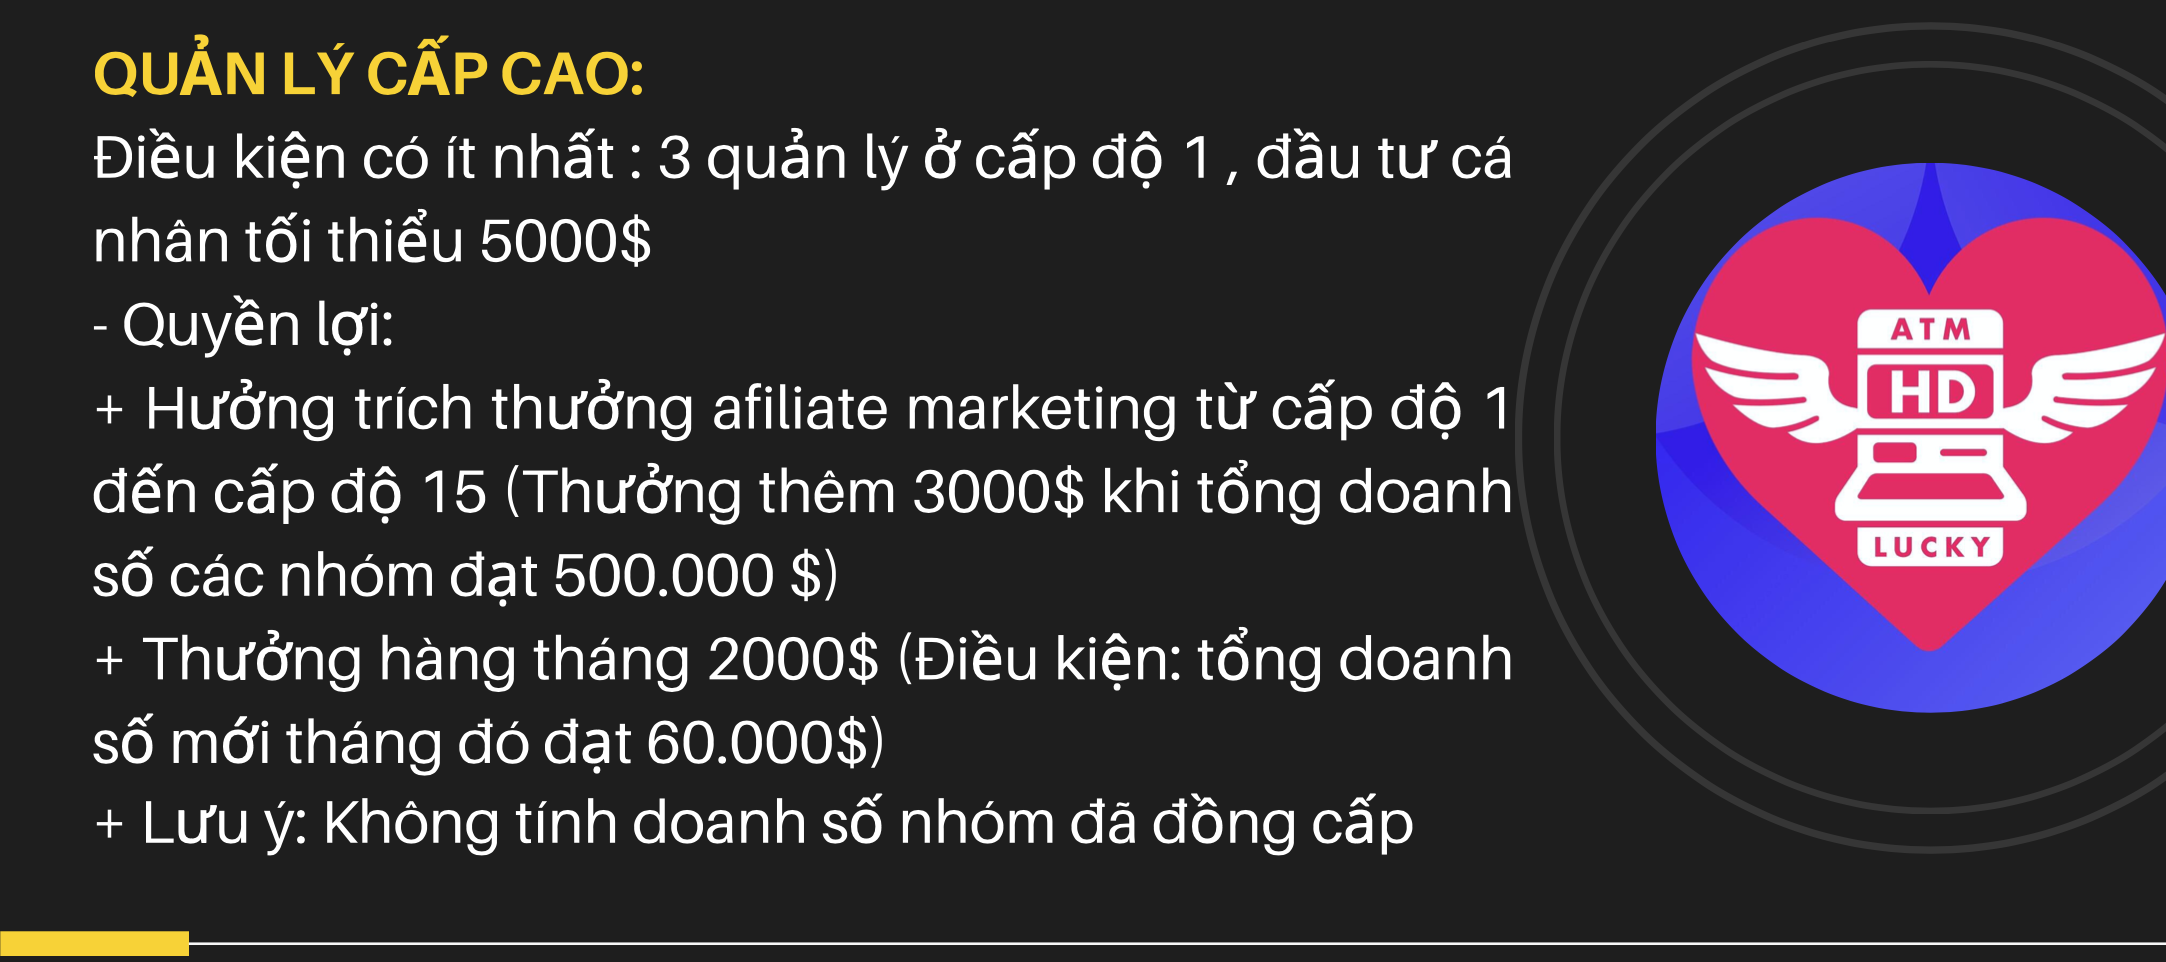 QUẢN LÝ CẤP CAO:
Điều kiện có ít nhất : 3 quản lý ở cấp độ 1 , đầu tư cá
nhân tối thiểu 5000$
- Quyền lợi:
+ Hưởng trích thưởng afiliate marketing từ cấp độ 1
đến cấp độ 15 (Thưởng thêm 3000$ khi tổng doanh
số các nhóm đạt 500.000 $)
+ Thưởng hàng tháng 2000$ (Điều kiện: tổng doanh
số mới tháng đó đạt 60.000$)
+ Lưu ý: Không tính doanh số nhóm đã đồng cấp
ATM
HD
LUCKY